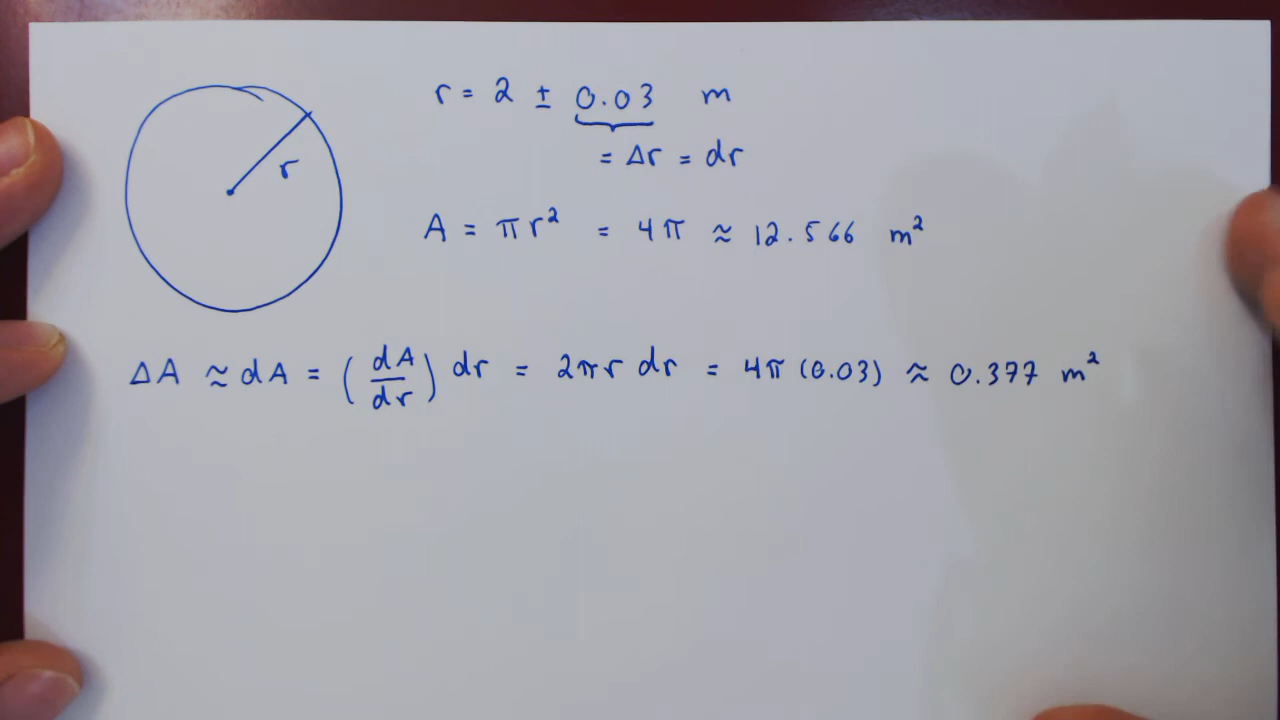 r = 2 ± 0.03 m
= Δr = dr
r
A = πr² = 4π ≈ 12.566 m²
ΔA ≈ dA = (dA/dr) dr = 2πr dr = 4π (0.03) ≈ 0.377 m²